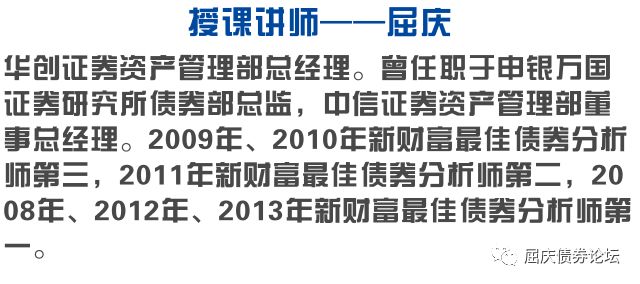 授课讲师——屈庆
华创证券资产管理部总经理。曾任职于申银万国
证券研究所债券部总监，中信证券资产管理部董
事总经理。2009年、2010年新财富最佳债券分析
师第三，2011年新财富最佳债券分析师第二，20
08年、2012年、2013年新财富最佳债券分析师第
一。
屈庆债券论坛